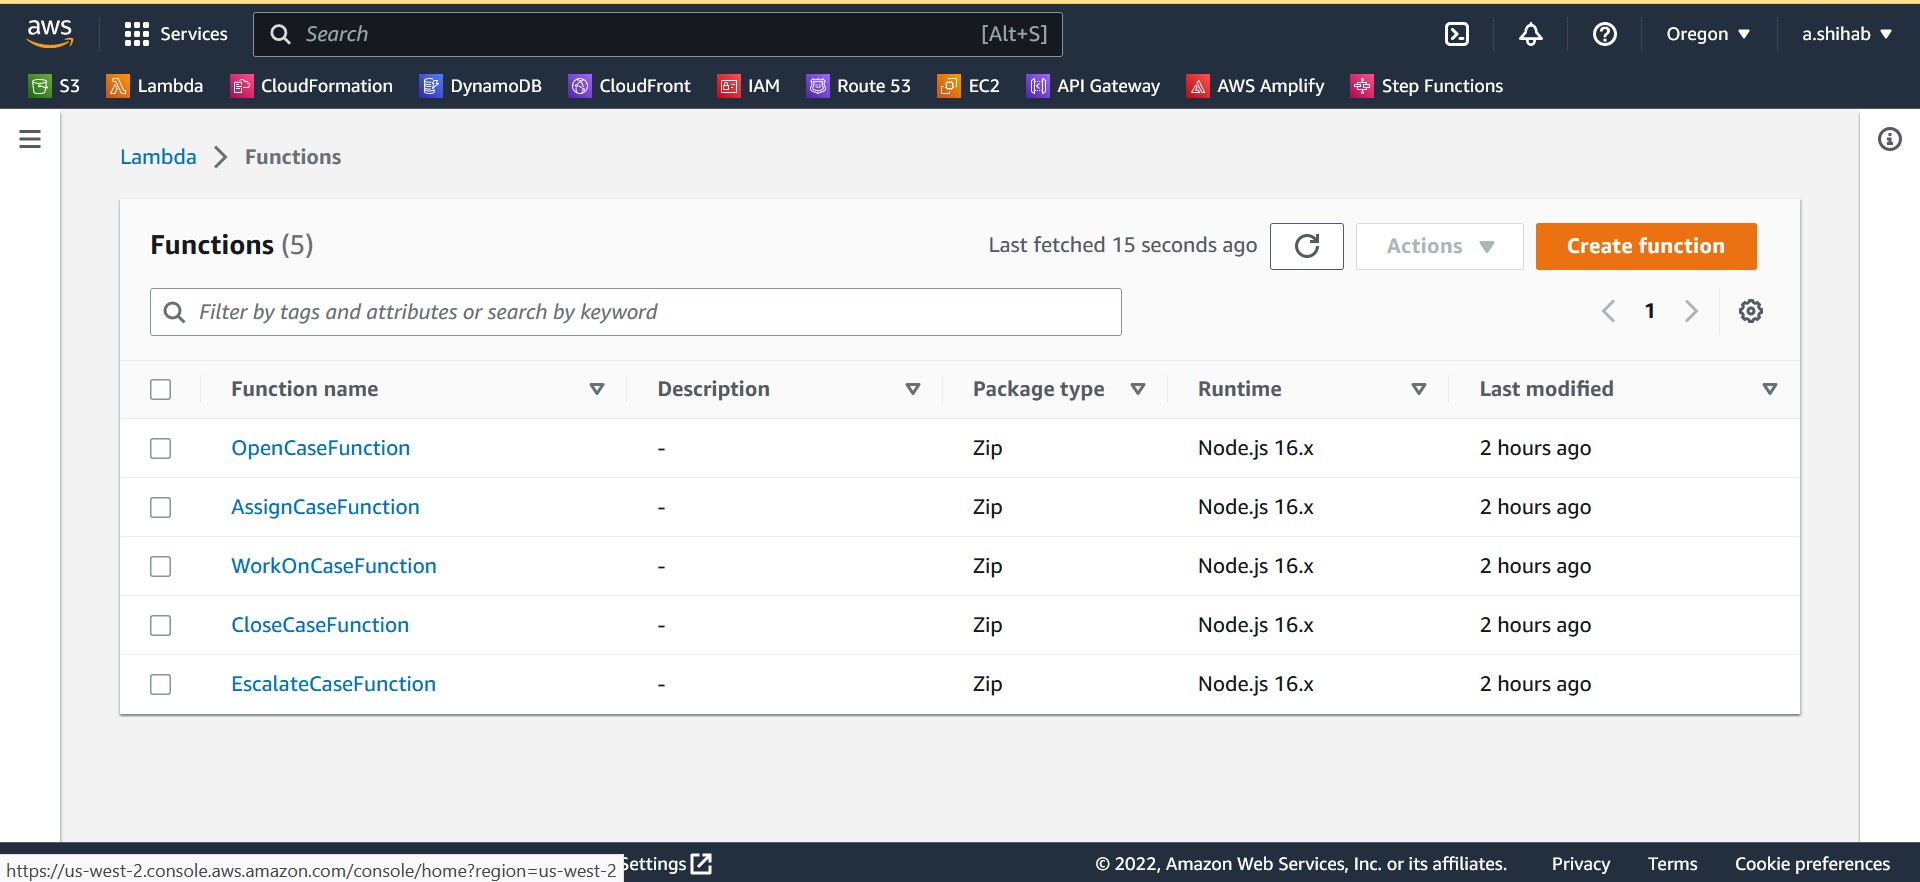 aws Services Search [Alt+S] Oregon a.shihab
S3 Lambda CloudFormation DynamoDB CloudFront IAM Route 53 EC2 API Gateway AWS Amplify Step Functions
Lambda Functions
Functions (5) Last fetched 15 seconds ago Actions Create function
Filter by tags and attributes or search by keyword 1
Function name Description Package type Runtime Last modified
OpenCaseFunction - Zip Node.js 16.x 2 hours ago
AssignCaseFunction - Zip Node.js 16.x 2 hours ago
WorkOnCaseFunction - Zip Node.js 16.x 2 hours ago
CloseCaseFunction - Zip Node.js 16.x 2 hours ago
EscalateCaseFunction - Zip Node.js 16.x 2 hours ago
https://us-west-2.console.aws.amazon.com/console/home?region=us-west-2 Settings © 2022, Amazon Web Services, Inc. or its affiliates. Privacy Terms Cookie preferences